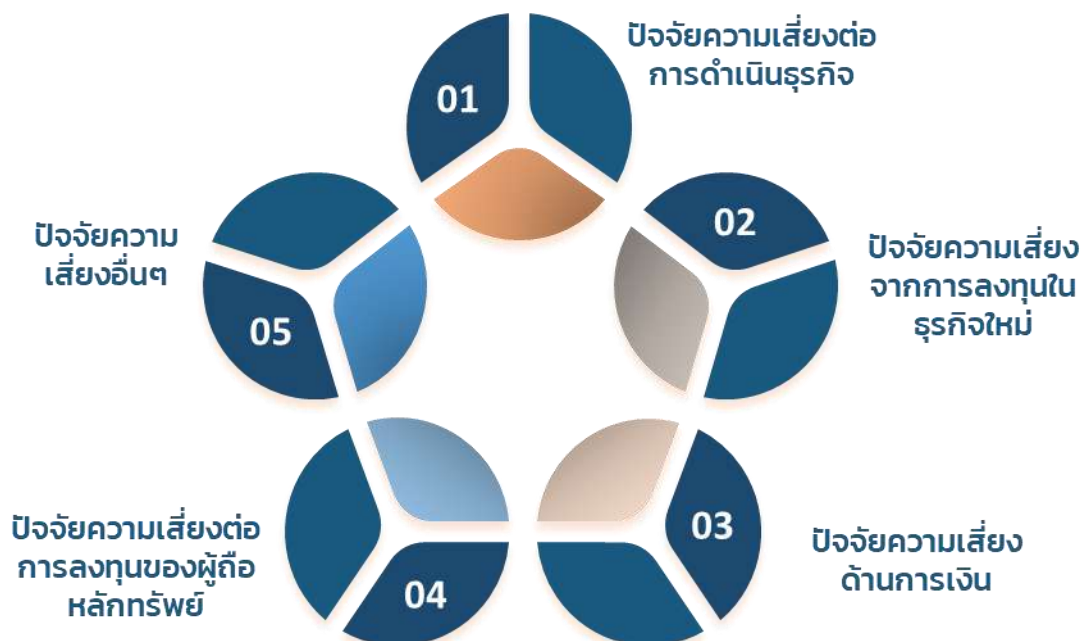 01
ปัจจัยความเสี่ยงต่อ
การดำเนินธุรกิจ
02
ปัจจัยความเสี่ยง
จากการลงทุนใน
ธุรกิจใหม่
03
ปัจจัยความเสี่ยง
ด้านการเงิน
04
ปัจจัยความเสี่ยงต่อ
การลงทุนของผู้ถือ
หลักทรัพย์
05
ปัจจัยความ
เสี่ยงอื่นๆ